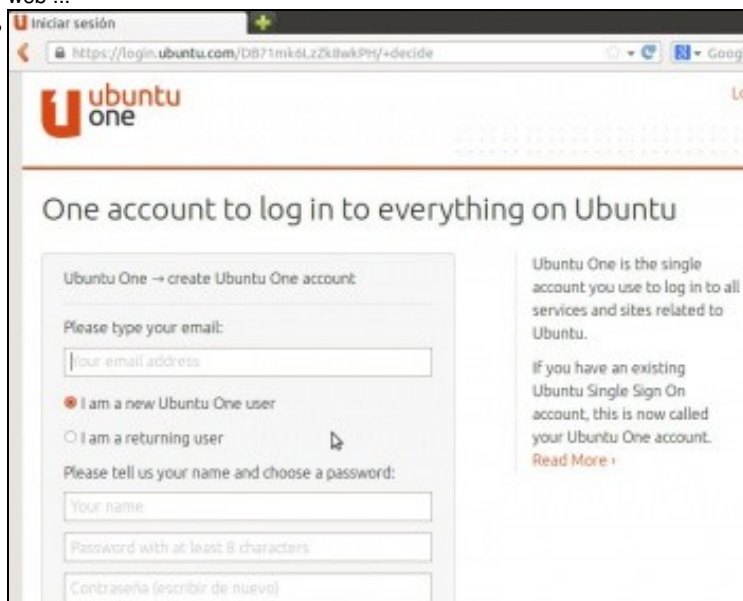 web ...
Iniciar sesión
https://login.ubuntu.com/D871mk6LzZk8wkPH/+decide
Goog
ubuntu
one
Lo
One account to log in to everything on Ubuntu
Ubuntu One → create Ubuntu One account
Please type your email:
Your email address
I am a new Ubuntu One user
I am a returning user
Please tell us your name and choose a password:
Your name
Password with at least 8 characters
Contraseña (escribir de nuevo)
Ubuntu One is the single
account you use to log in to all
services and sites related to
Ubuntu.
If you have an existing
Ubuntu Single Sign On
account, this is now called
your Ubuntu One account.
Read More ›